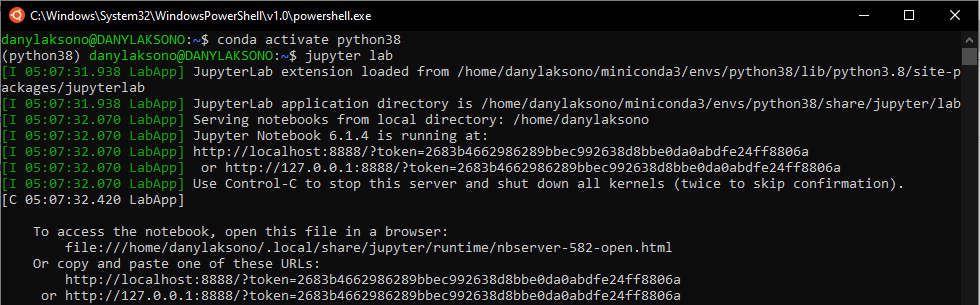 C:\Windows\System32\WindowsPowerShell\v1.0\powershell.exe
danylaksono@DANYLAKSONO:~$ conda activate python38
(python38) danylaksono@DANYLAKSONO:~$ jupyter lab
[I 05:07:31.938 LabApp] JupyterLab extension loaded from /home/danylaksono/miniconda3/envs/python38/lib/python3.8/site-p
ackages/jupyterlab
[I 05:07:31.938 LabApp] JupyterLab application directory is /home/danylaksono/miniconda3/envs/python38/share/jupyter/lab
[I 05:07:32.070 LabApp] Serving notebooks from local directory: /home/danylaksono
[I 05:07:32.070 LabApp] Jupyter Notebook 6.1.4 is running at:
[I 05:07:32.070 LabApp] http://localhost:8888/?token=2683b4662986289bbec992638d8bbe0da0abdfe24ff8806a
[I 05:07:32.070 LabApp]  or http://127.0.0.1:8888/?token=2683b4662986289bbec992638d8bbe0da0abdfe24ff8806a
[I 05:07:32.070 LabApp] Use Control-C to stop this server and shut down all kernels (twice to skip confirmation).
[C 05:07:32.420 LabApp]
To access the notebook, open this file in a browser:
file:///home/danylaksono/.local/share/jupyter/runtime/nbserver-582-open.html
Or copy and paste one of these URLs:
http://localhost:8888/?token=2683b4662986289bbec992638d8bbe0da0abdfe24ff8806a
or http://127.0.0.1:8888/?token=2683b4662986289bbec992638d8bbe0da0abdfe24ff8806a